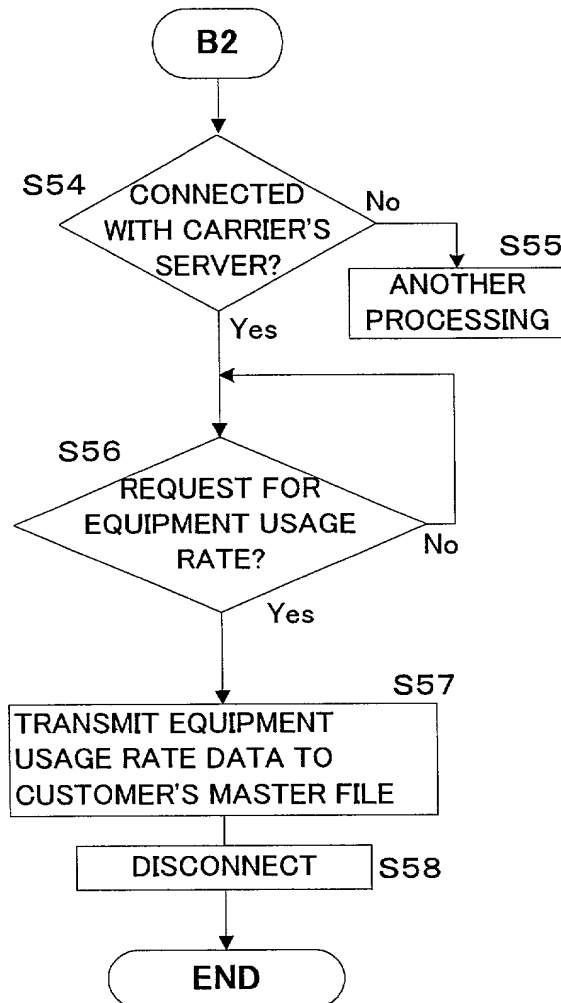 B2
S54
CONNECTED
WITH CARRIER'S
SERVER?
No
S55
ANOTHER
PROCESSING
Yes
S56
REQUEST FOR
EQUIPMENT USAGE
RATE?
No
Yes
S57
TRANSMIT EQUIPMENT
USAGE RATE DATA TO
CUSTOMER'S MASTER FILE
DISCONNECT
S58
END